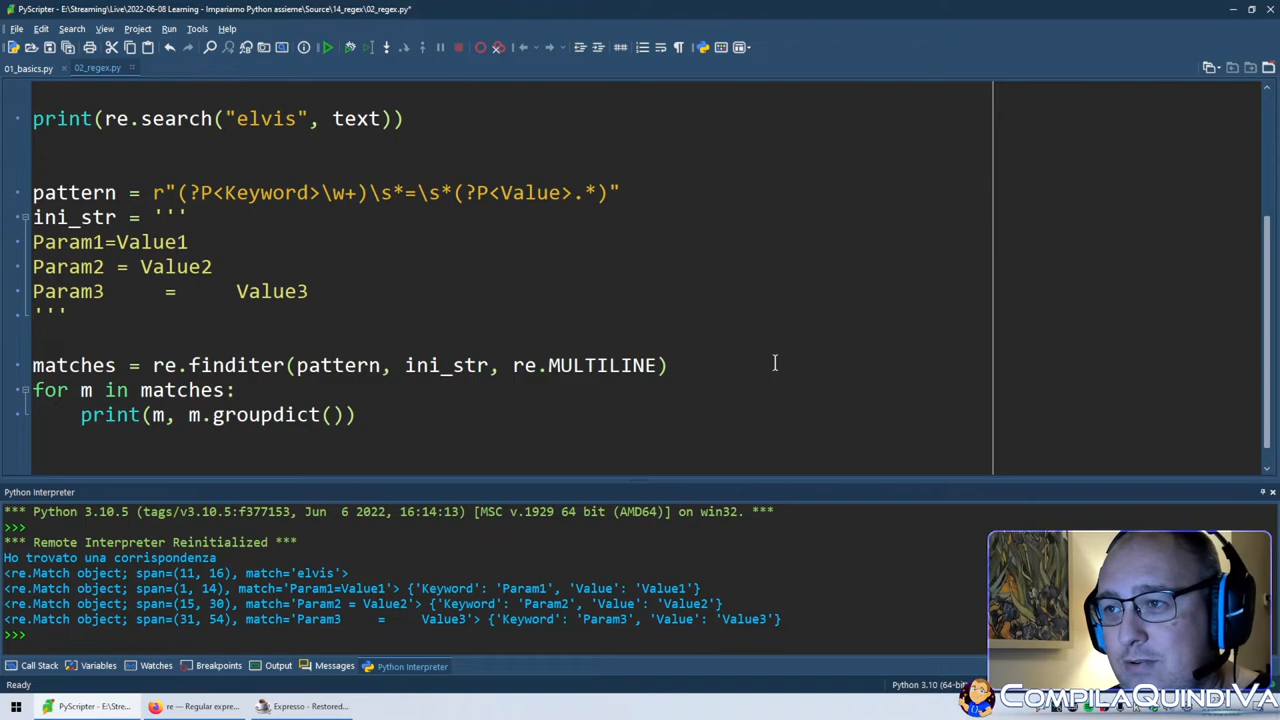 PyScripter - E:\Streaming\Live\2022-06-08 Learning - Impariamo Python assieme\Source\14_regex\02_regex.py*
File Edit Search View Project Run Tools Help
01_basics.py × 02_regex.py
print(re.search("elvis", text))
pattern = r"(?P<Keyword>\w+)\s*=\s*(?P<Value>.*)"
ini_str = '''
Param1=Value1
Param2 = Value2
Param3     =     Value3
'''
matches = re.finditer(pattern, ini_str, re.MULTILINE)
for m in matches:
    print(m, m.groupdict())
Python Interpreter
*** Python 3.10.5 (tags/v3.10.5:f377153, Jun  6 2022, 16:14:13) [MSC v.1929 64 bit (AMD64)] on win32. ***
>>>
*** Remote Interpreter Reinitialized ***
Ho trovato una corrispondenza
<re.Match object; span=(11, 16), match='elvis'>
<re.Match object; span=(1, 14), match='Param1=Value1'> {'Keyword': 'Param1', 'Value': 'Value1'}
<re.Match object; span=(15, 30), match='Param2 = Value2'> {'Keyword': 'Param2', 'Value': 'Value2'}
<re.Match object; span=(31, 54), match='Param3     =     Value3'> {'Keyword': 'Param3', 'Value': 'Value3'}
>>>
Call Stack Variables Watches Breakpoints Output Messages Python Interpreter
Ready Python 3.10 (64-bit)
PyScripter - E:\Stre... re — Regular expre... Expresso - Restored...
COMPILAQUINDIVA